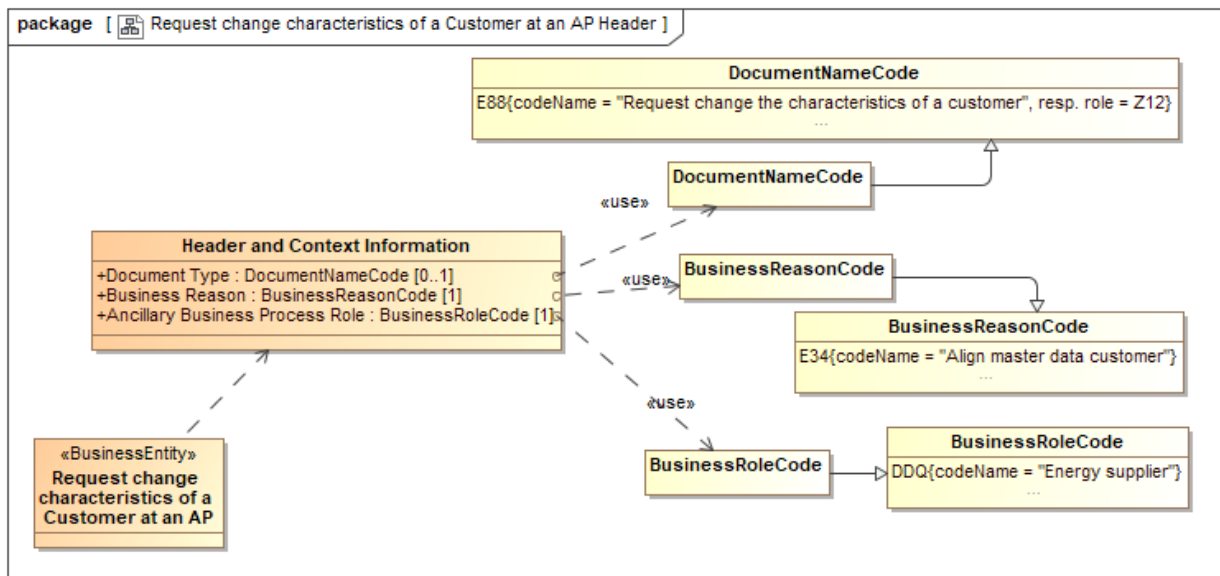 package [ Request change characteristics of a Customer at an AP Header ]
DocumentNameCode
E88{codeName = "Request change the characteristics of a customer", resp. role = Z12}
...
DocumentNameCode
«use»
Header and Context Information
+Document Type : DocumentNameCode [0..1]
+Business Reason : BusinessReasonCode [1]
+Ancillary Business Process Role : BusinessRoleCode [1]
«use»
BusinessReasonCode
BusinessReasonCode
E34{codeName = "Align master data customer"}
...
«use»
BusinessRoleCode
BusinessRoleCode
DDQ{codeName = "Energy supplier"}
...
«BusinessEntity»
Request change
characteristics of a
Customer at an AP